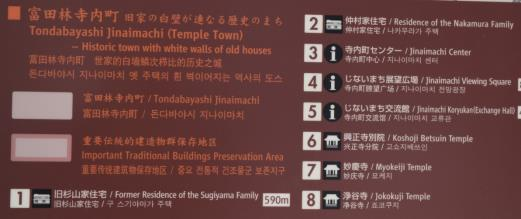 富田林寺内町 旧家の白壁が連なる歴史のまち
Tondabayashi Jinaimachi (Temple Town)
– Historic town with white walls of old houses
富田林寺内町 世家的白墙鳞次栉比的历史之城
돈다바야시 지나이마치 옛 주택의 흰 벽이어지는 역사의 도스
富田林寺内町 / Tondabayashi Jinaimachi
富田林寺内町 / 돈다바야시 지나이마치
重要伝統的建造物群保存地区
Important Traditional Buildings Preservation Area
重要传统建筑物保存地区 / 중요 전통적 건조물군 보존지구
1 旧杉山家住宅 / Former Residence of the Sugiyama Family 590m
旧杉山家住宅 / 구 스기야마가 주택
2 仲村家住宅 / Residence of the Nakamura Family
仲村家住宅 / 나카무라가 주택
3 寺内町センター / Jinaimachi Center
寺内町中心 / 지나이마치 센터
4 じないまち展望広場 / Jinaimachi Viewing Square
寺内町瞭望广场 / 지나이마치 전망광장
5 じないまち交流館 / Jinaimachi Koryukan(Exchange Hall)
寺内町交流馆 / 지나이마치 교류관
6 興正寺別院 / Koshoji Betsuin Temple
兴正寺分院 / 고쇼지베쓰인
7 妙慶寺 / Myokeiji Temple
妙庆寺 / 묘케지
8 浄谷寺 / Jokokuji Temple
净谷寺 / 죠코쿠지